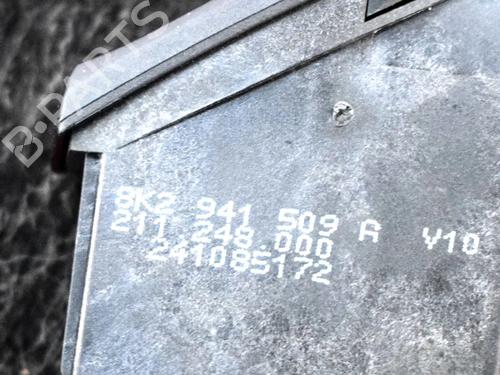 B-PARTS
8K2 941 509 A V10
211.248.000
241085172